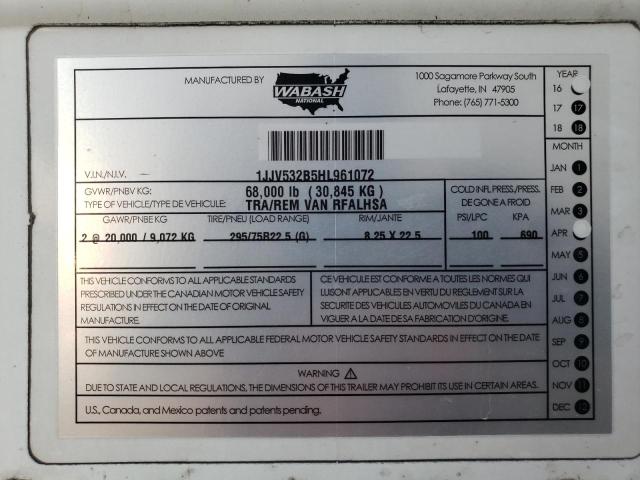 MANUFACTURED BY
WABASH
NATIONAL
1000 Sagamore Parkway South
Lafayette, IN 47905
Phone: (765) 771-5300
V.I.N./N.I.V. 1JJV532B5HL961072
GVWR/PNBV KG: 68,000 lb ( 30,845 KG )
TYPE OF VEHICLE/TYPE DE VEHICULE: TRA/REM VAN RFALHSA
COLD INFL.PRESS./PRESS.
DE GONE A FROID
GAWR/PNBE KG TIRE/PNEU (LOAD RANGE) RIM/JANTE PSI/LPC KPA
2 @ 20,000 / 9,072 KG 295/75R22.5 (G) 8.25 X 22.5 100 690
THIS VEHICLE CONFORMS TO ALL APPLICABLE STANDARDS
PRESCRIBED UNDER THE CANADIAN MOTOR VEHICLE SAFETY
REGULATIONS IN EFFECT ON THE DATE OF ORIGINAL
MANUFACTURE.
CE VEHICULE EST CONFORME A TOUTES LES NORMES QUI
LUISONT APPLICABLES EN VERTU DU REGLEMENT SUR LA
SECURITE DES VEHICULES AUTOMOBILES DU CANADA EN
VIGUER A LA DATE DE SA FABRICATION D'ORIGINE.
THIS VEHICLE CONFORMS TO ALL APPLICABLE FEDERAL MOTOR VEHICLE SAFETY STANDARDS IN EFFECT ON THE DATE
OF MANUFACTURE SHOWN ABOVE
WARNING
DUE TO STATE AND LOCAL REGULATIONS, THE DIMENSIONS OF THIS TRAILER MAY PROHIBIT ITS USE IN CERTAIN AREAS.
U.S., Canada, and Mexico patents and patents pending.
YEAR
16
17 17
18 18
MONTH
JAN 1
FEB 2
MAR 3
APR
MAY 5
JUN 6
JUL 7
AUG 8
SEP 9
OCT 10
NOV 11
DEC 12